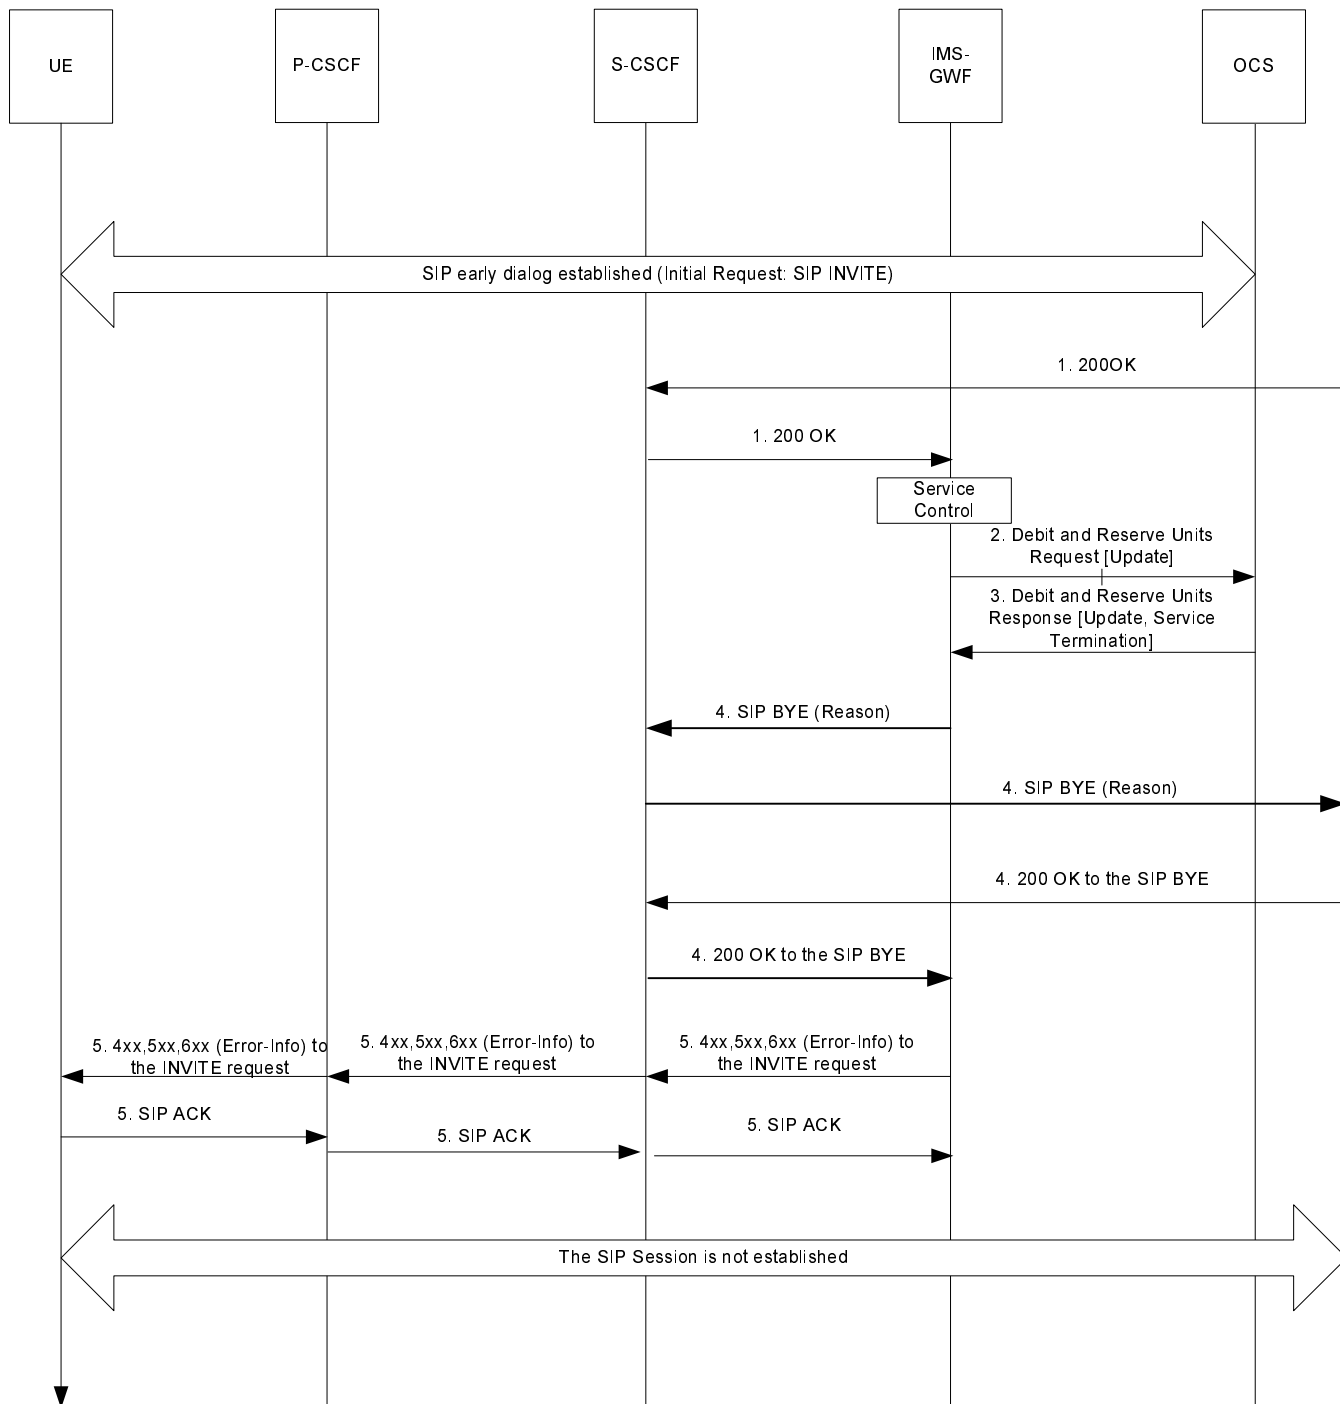 UE
P-CSCF
S-CSCF
IMS-
GWF
OCS
SIP early dialog established (Initial Request: SIP INVITE)
1. 200OK
1. 200 OK
Service
Control
2. Debit and Reserve Units
Request [Update]
3. Debit and Reserve Units
Response [Update, Service
Termination]
4. SIP BYE (Reason)
4. SIP BYE (Reason)
4. 200 OK to the SIP BYE
4. 200 OK to the SIP BYE
5. 4xx,5xx,6xx (Error-Info) to
the INVITE request
5. 4xx,5xx,6xx (Error-Info) to
the INVITE request
5. 4xx,5xx,6xx (Error-Info) to
the INVITE request
5. SIP ACK
5. SIP ACK
5. SIP ACK
The SIP Session is not established